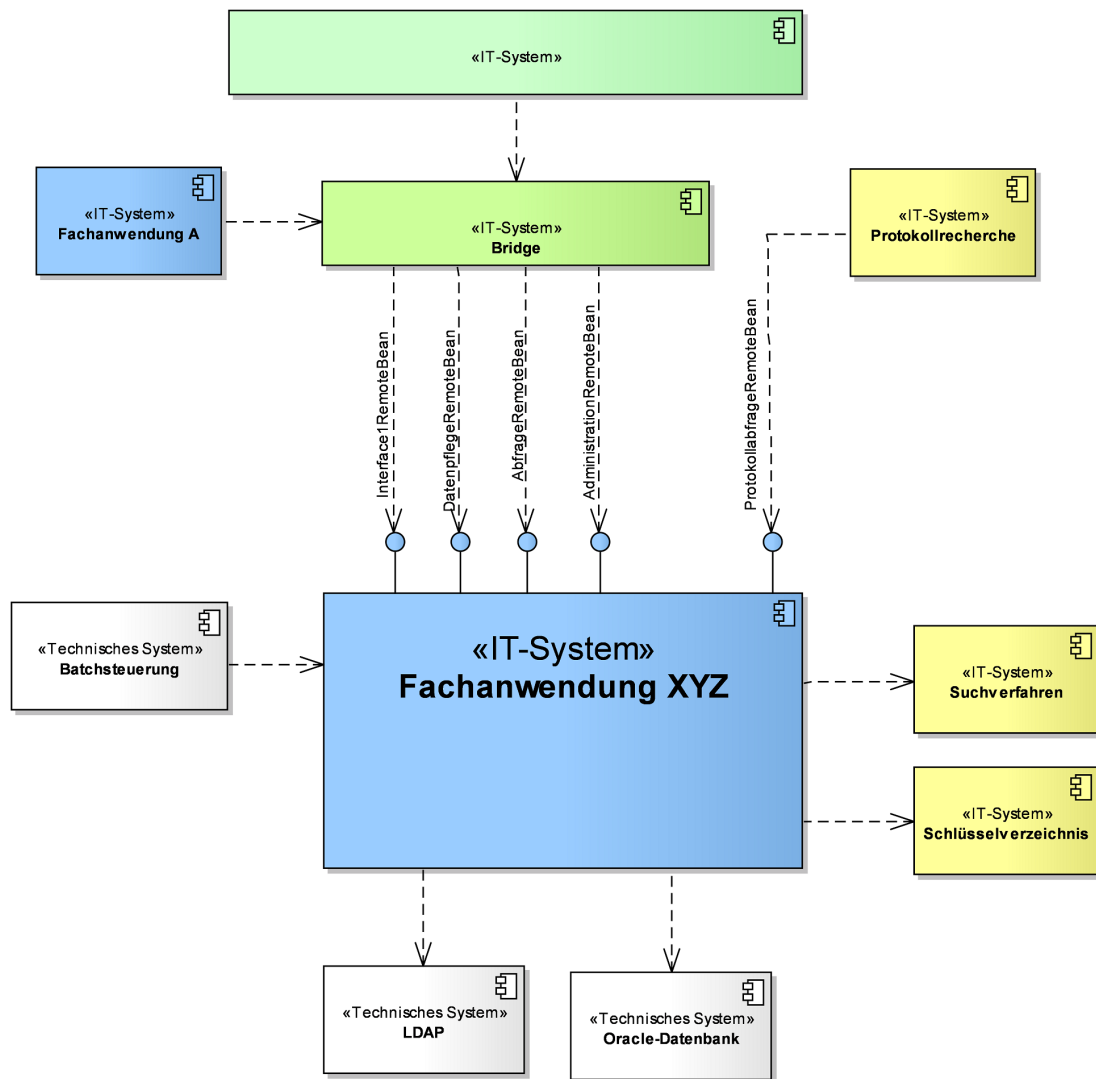 «IT-System»
«IT-System»
Fachanwendung A
«IT-System»
Bridge
«IT-System»
Protokollrecherche
Interface1RemoteBean
DatenpflegeRemoteBean
AbfrageRemoteBean
AdministrationRemoteBean
ProtokollabfrageRemoteBean
«Technisches System»
Batchsteuerung
«IT-System»
Fachanwendung XYZ
«IT-System»
Suchverfahren
«IT-System»
Schlüsselverzeichnis
«Technisches System»
LDAP
«Technisches System»
Oracle-Datenbank